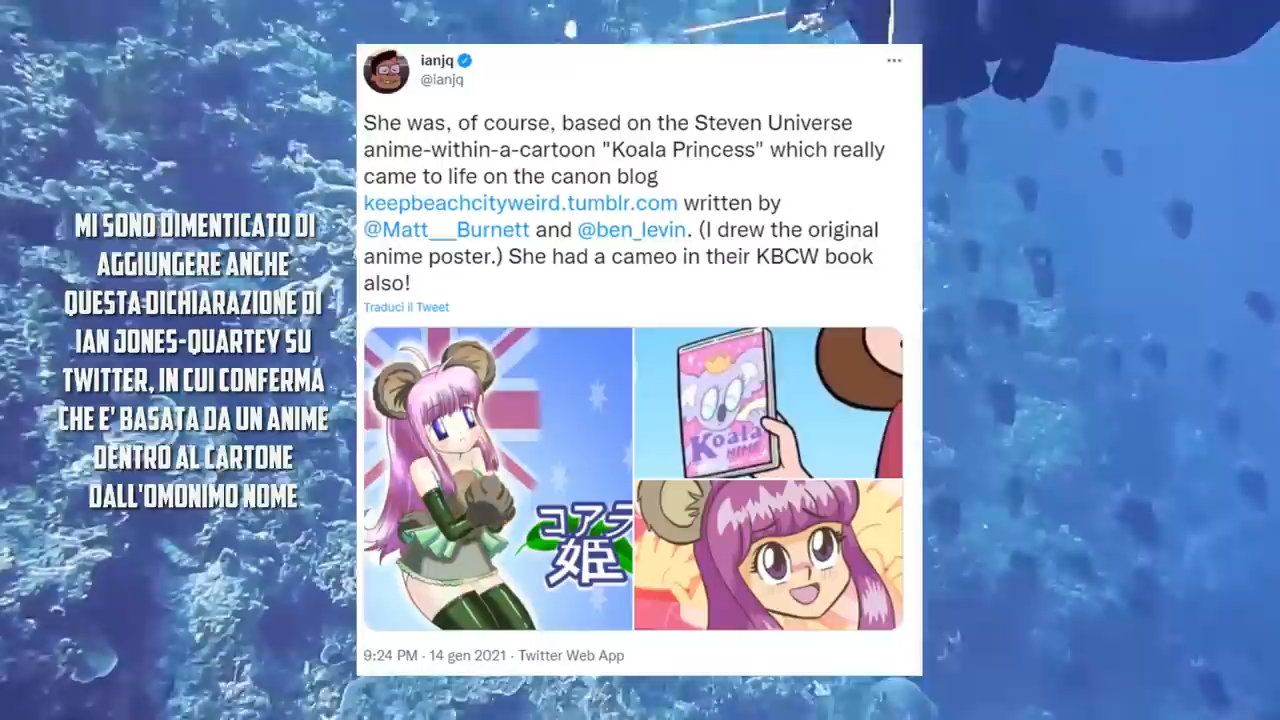 MI SONO DIMENTICATO DI
AGGIUNGERE ANCHE
QUESTA DICHIARAZIONE DI
IAN JONES-QUARTEY SU
TWITTER, IN CUI CONFERMA
CHE E' BASATA DA UN ANIME
DENTRO AL CARTONE
DALL'OMONIMO NOME
ianjq
@ianjq
She was, of course, based on the Steven Universe
anime-within-a-cartoon "Koala Princess" which really
came to life on the canon blog
keepbeachcityweird.tumblr.com written by
@Matt___Burnett and @ben_levin. (I drew the original
anime poster.) She had a cameo in their KBCW book
also!
Traduci il Tweet
コアラ
姫
Koala
HIME
9:24 PM · 14 gen 2021 · Twitter Web App